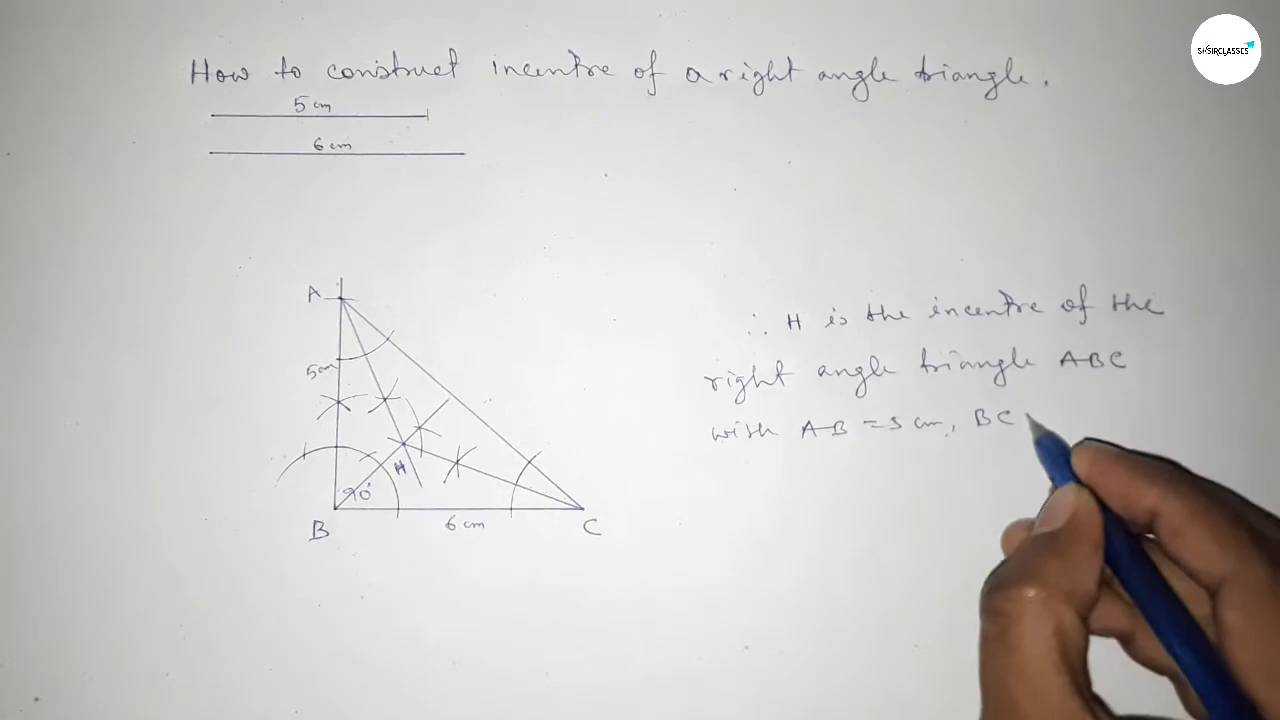 SHSIRCLASSES
How to construct incentre of a right angle triangle.
5 cm
6 cm
A
5cm
H
90°
B
6 cm
C
∴ H is the incentre of the
right angle triangle ABC
with AB = 5 cm, BC